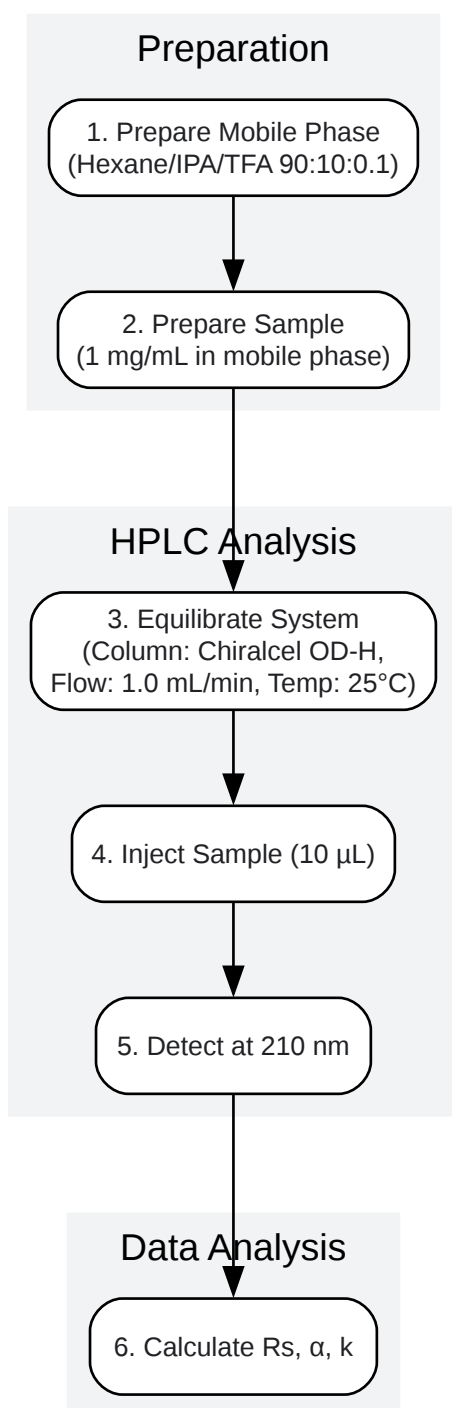 Preparation
1. Prepare Mobile Phase
(Hexane/IPA/TFA 90:10:0.1)
2. Prepare Sample
(1 mg/mL in mobile phase)
HPLC Analysis
3. Equilibrate System
(Column: Chiralcel OD-H,
Flow: 1.0 mL/min, Temp: 25°C)
4. Inject Sample (10 µL)
5. Detect at 210 nm
Data Analysis
6. Calculate Rs, α, k